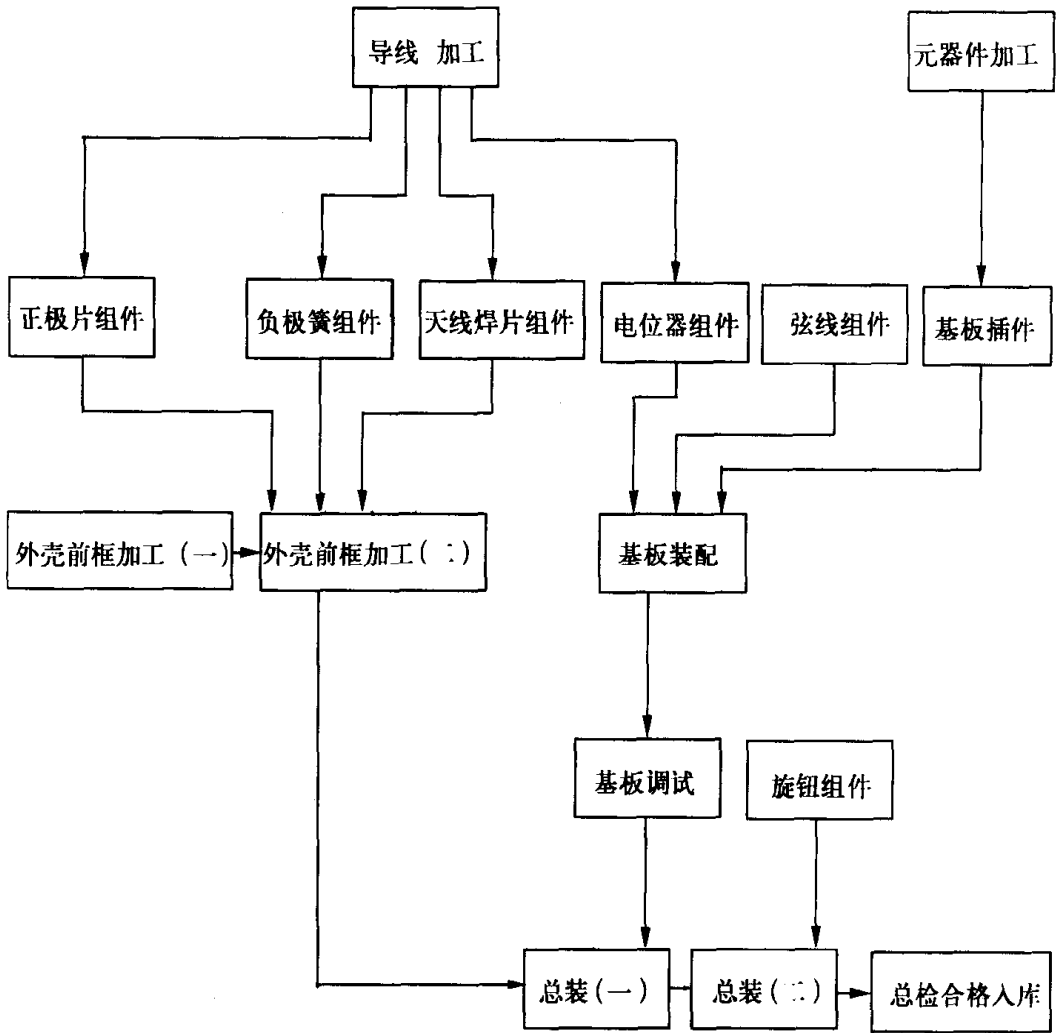 导线 加工
元器件加工
正极片组件
负极簧组件
天线焊片组件
电位器组件
弦线组件
基板插件
外壳前框加工(一)
外壳前框加工(二)
基板装配
基板调试
旋钮组件
总装(一)
总装(二)
总检合格入库